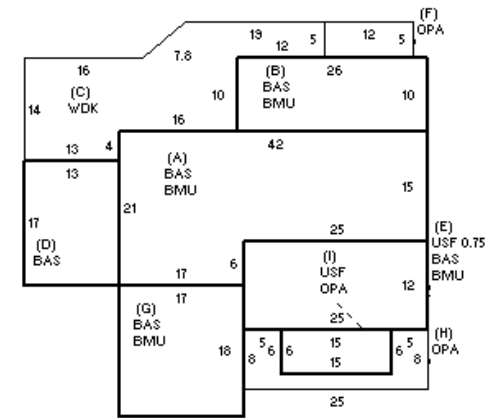 (F)
OPA
19
12
5
12
5
7.8
16
(C)
WDK
14
10
(B)
BAS
BMU
26
10
16
13
4
13
42
(A)
BAS
BMU
15
17
21
(D)
BAS
25
(E)
USF 0.75
BAS
BMU
6
(I)
USF
OPA
17
17
12
(G)
BAS
BMU
25
18
5
6
8
6
15
15
6
5
8
(H)
OPA
25